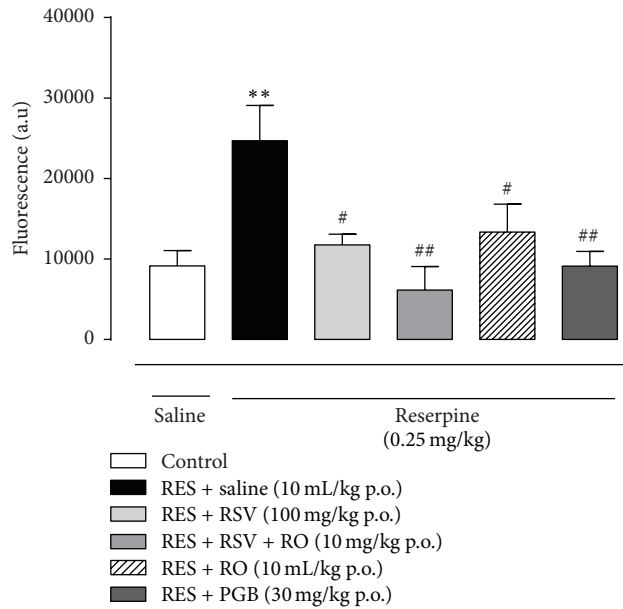 40000
30000
20000
10000
0
Fluorescence (a.u)
**
#
##
#
##
Saline
Reserpine
(0.25 mg/kg)
Control
RES + saline (10 mL/kg p.o.)
RES + RSV (100 mg/kg p.o.)
RES + RSV + RO (10 mg/kg p.o.)
RES + RO (10 mL/kg p.o.)
RES + PGB (30 mg/kg p.o.)